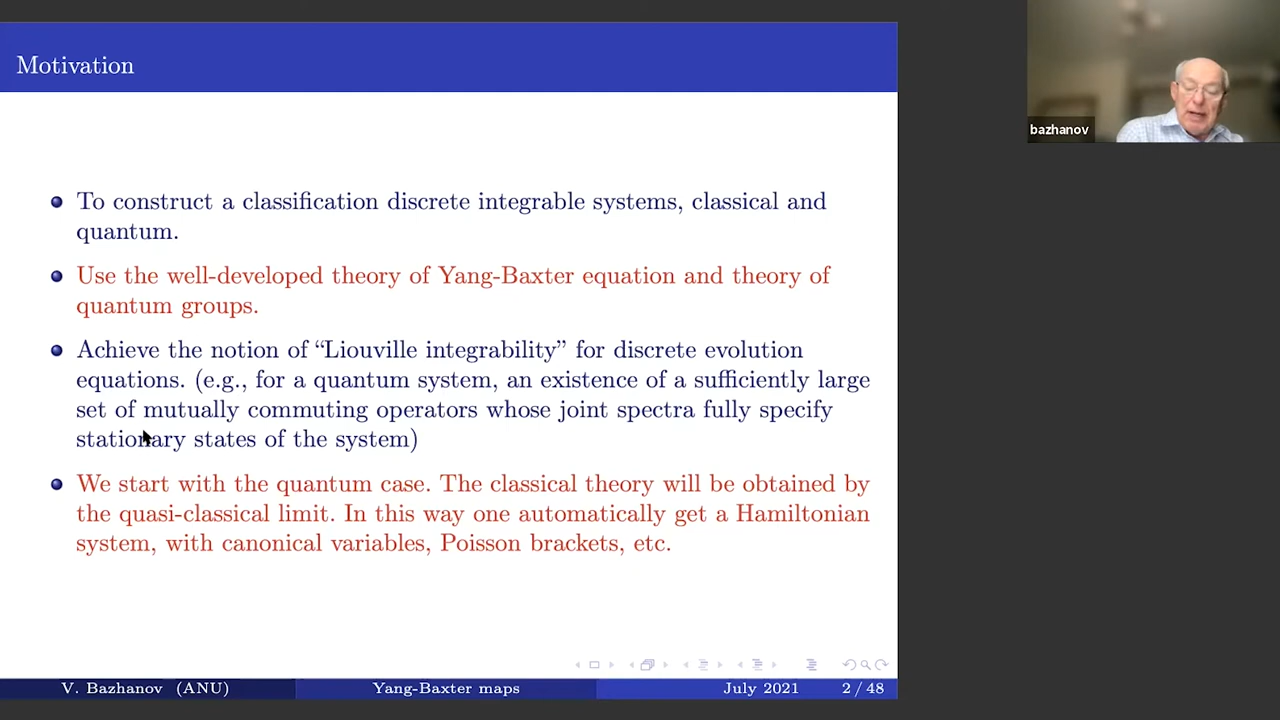 Motivation
bazhanov
To construct a classification discrete integrable systems, classical and
quantum.
Use the well-developed theory of Yang-Baxter equation and theory of
quantum groups.
Achieve the notion of “Liouville integrability” for discrete evolution
equations. (e.g., for a quantum system, an existence of a sufficiently large
set of mutually commuting operators whose joint spectra fully specify
stationary states of the system)
We start with the quantum case. The classical theory will be obtained by
the quasi-classical limit. In this way one automatically get a Hamiltonian
system, with canonical variables, Poisson brackets, etc.
V. Bazhanov (ANU) Yang-Baxter maps July 2021 2 / 48